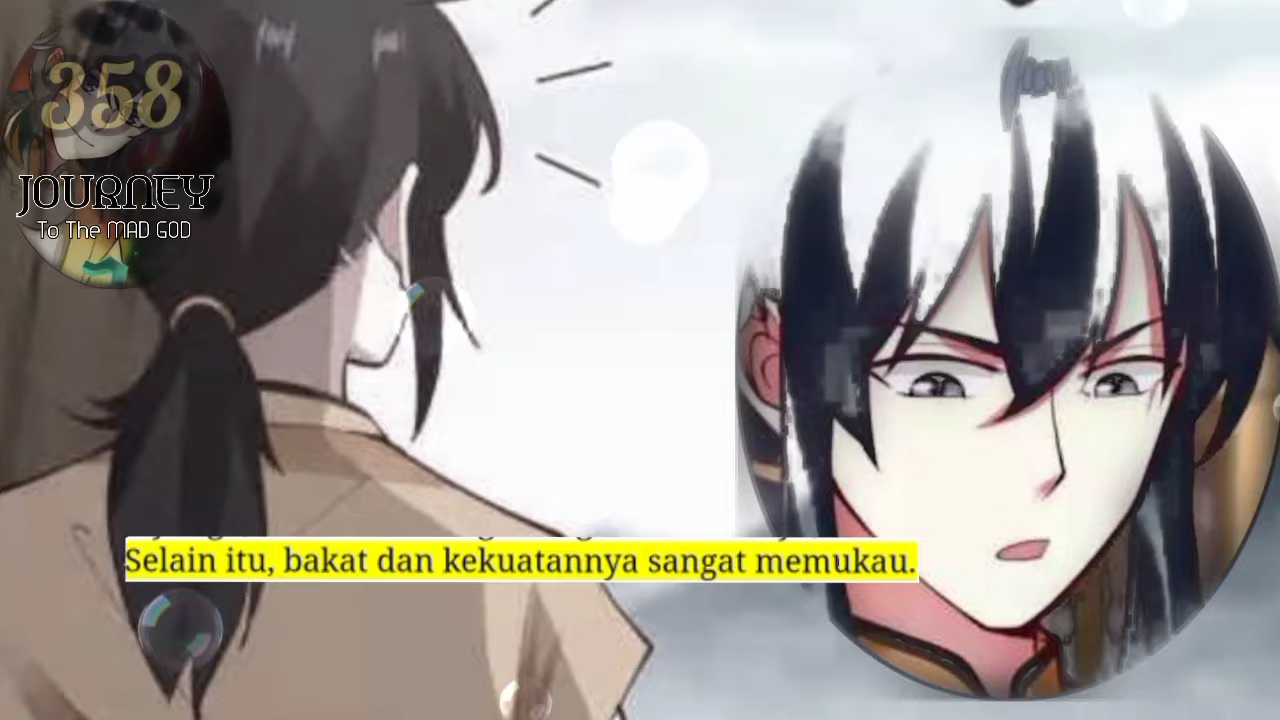 358
JOURNEY
To The MAD GOD
Selain itu, bakat dan kekuatannya sangat memukau.